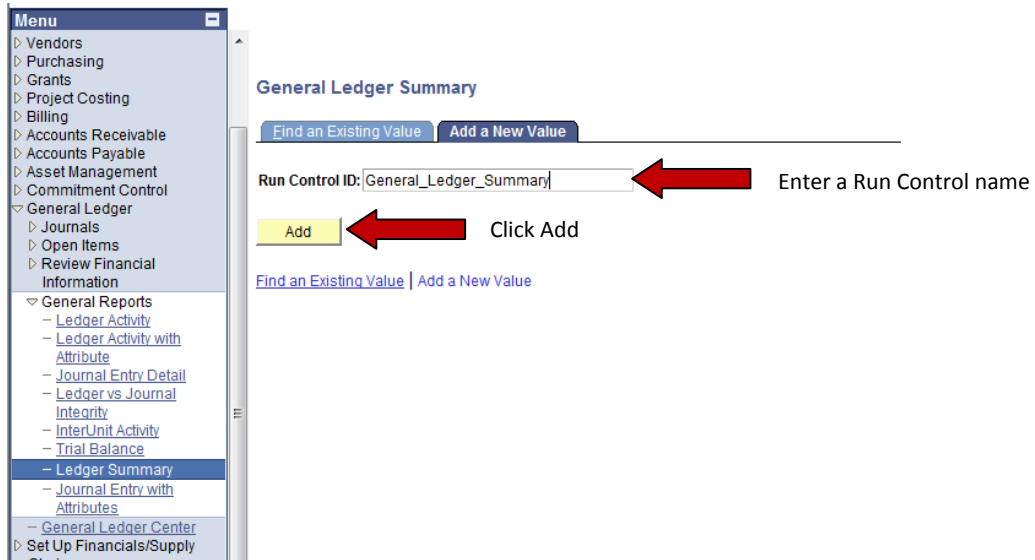 Menu
Vendors
Purchasing
Grants
Project Costing
Billing
Accounts Receivable
Accounts Payable
Asset Management
Commitment Control
General Ledger
Journals
Open Items
Review Financial
Information
General Reports
– Ledger Activity
– Ledger Activity with
Attribute
– Journal Entry Detail
– Ledger vs Journal
Integrity
– InterUnit Activity
– Trial Balance
– Ledger Summary
– Journal Entry with
Attributes
– General Ledger Center
Set Up Financials/Supply
General Ledger Summary
Find an Existing Value Add a New Value
Run Control ID: General_Ledger_Summary Enter a Run Control name
Add Click Add
Find an Existing Value | Add a New Value